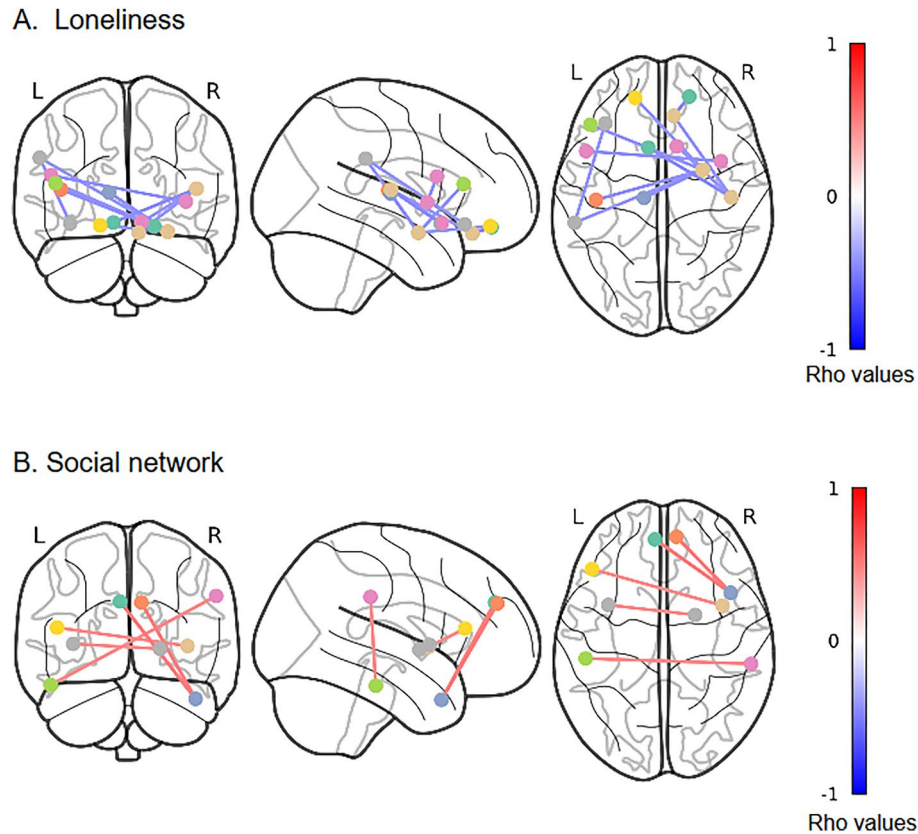 A. Loneliness
L R L R
1
0
-1
Rho values
B. Social network
L R L R
1
0
-1
Rho values